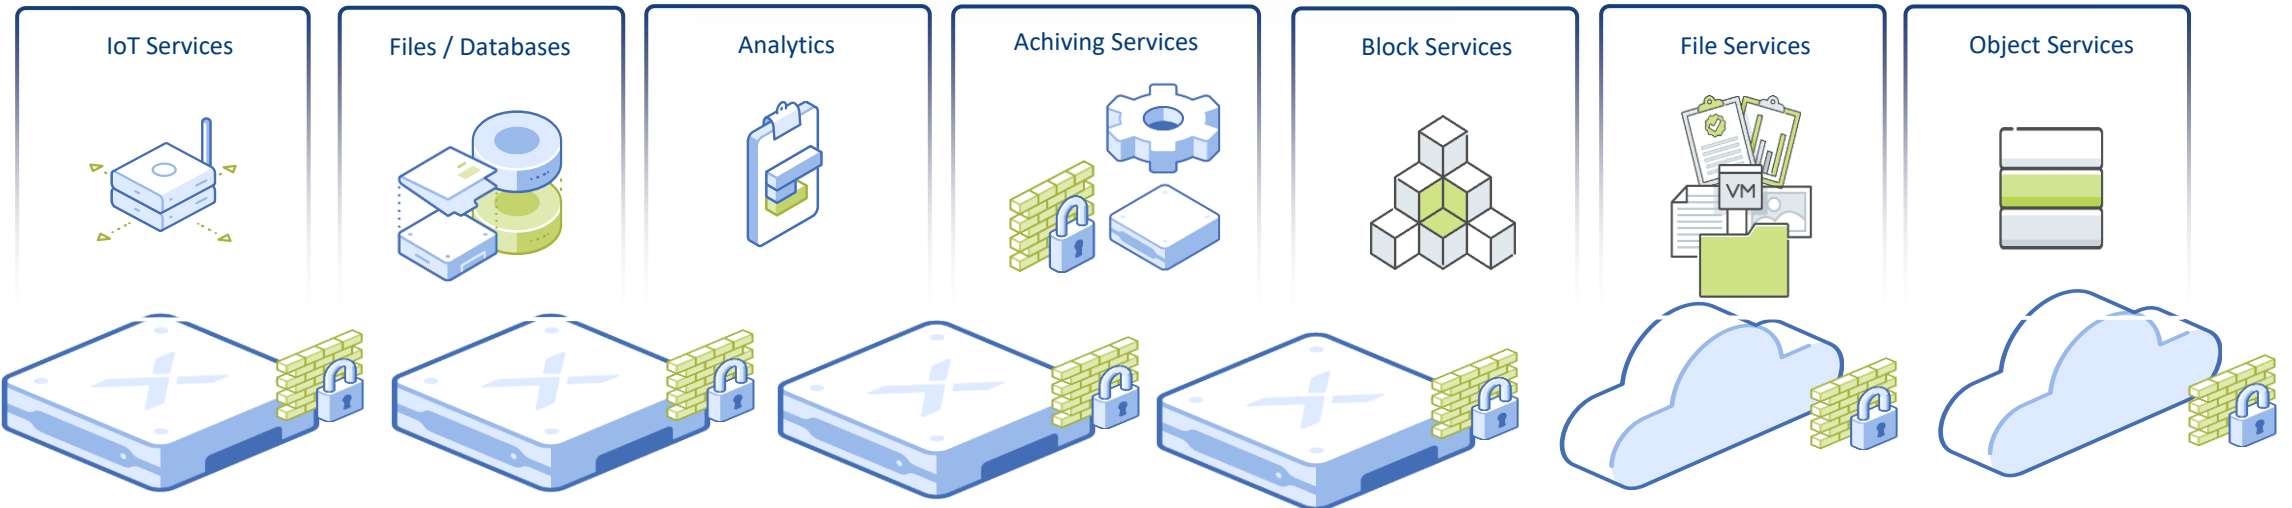 IoT Services
Files / Databases
Analytics
Achiving Services
Block Services
File Services
Object Services
VM